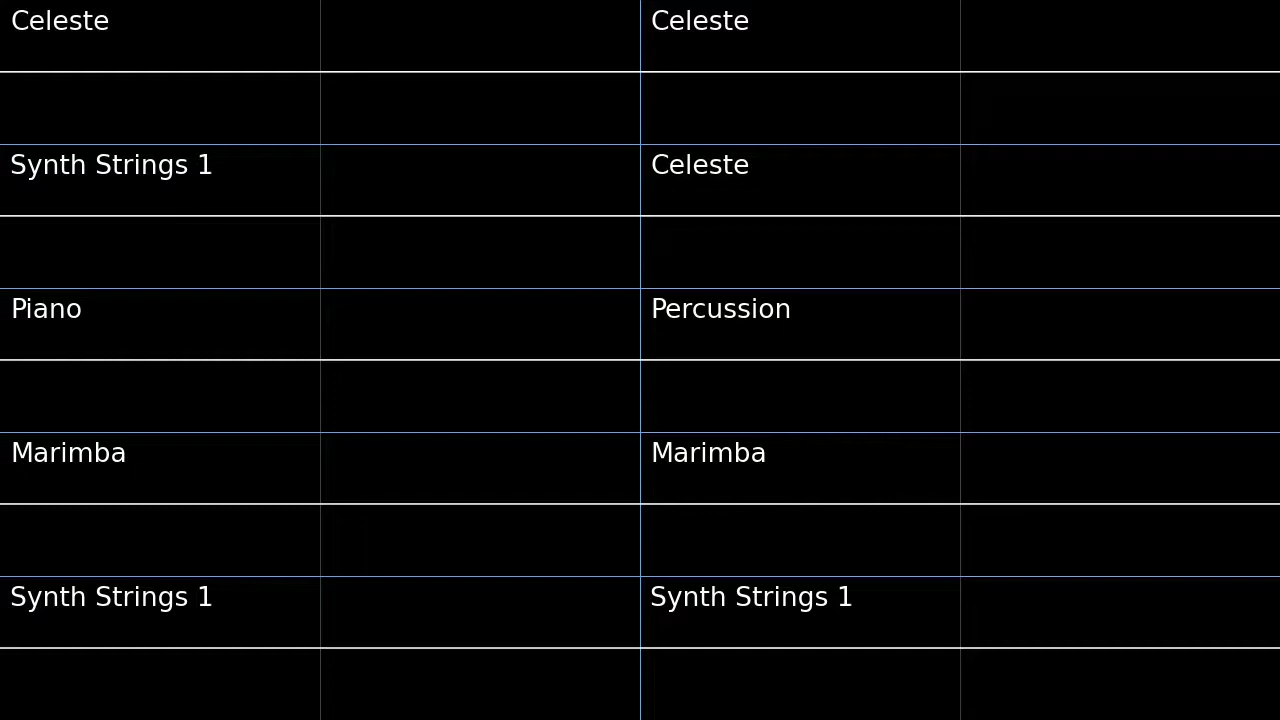 Celeste
Celeste
Synth Strings 1
Celeste
Piano
Percussion
Marimba
Marimba
Synth Strings 1
Synth Strings 1